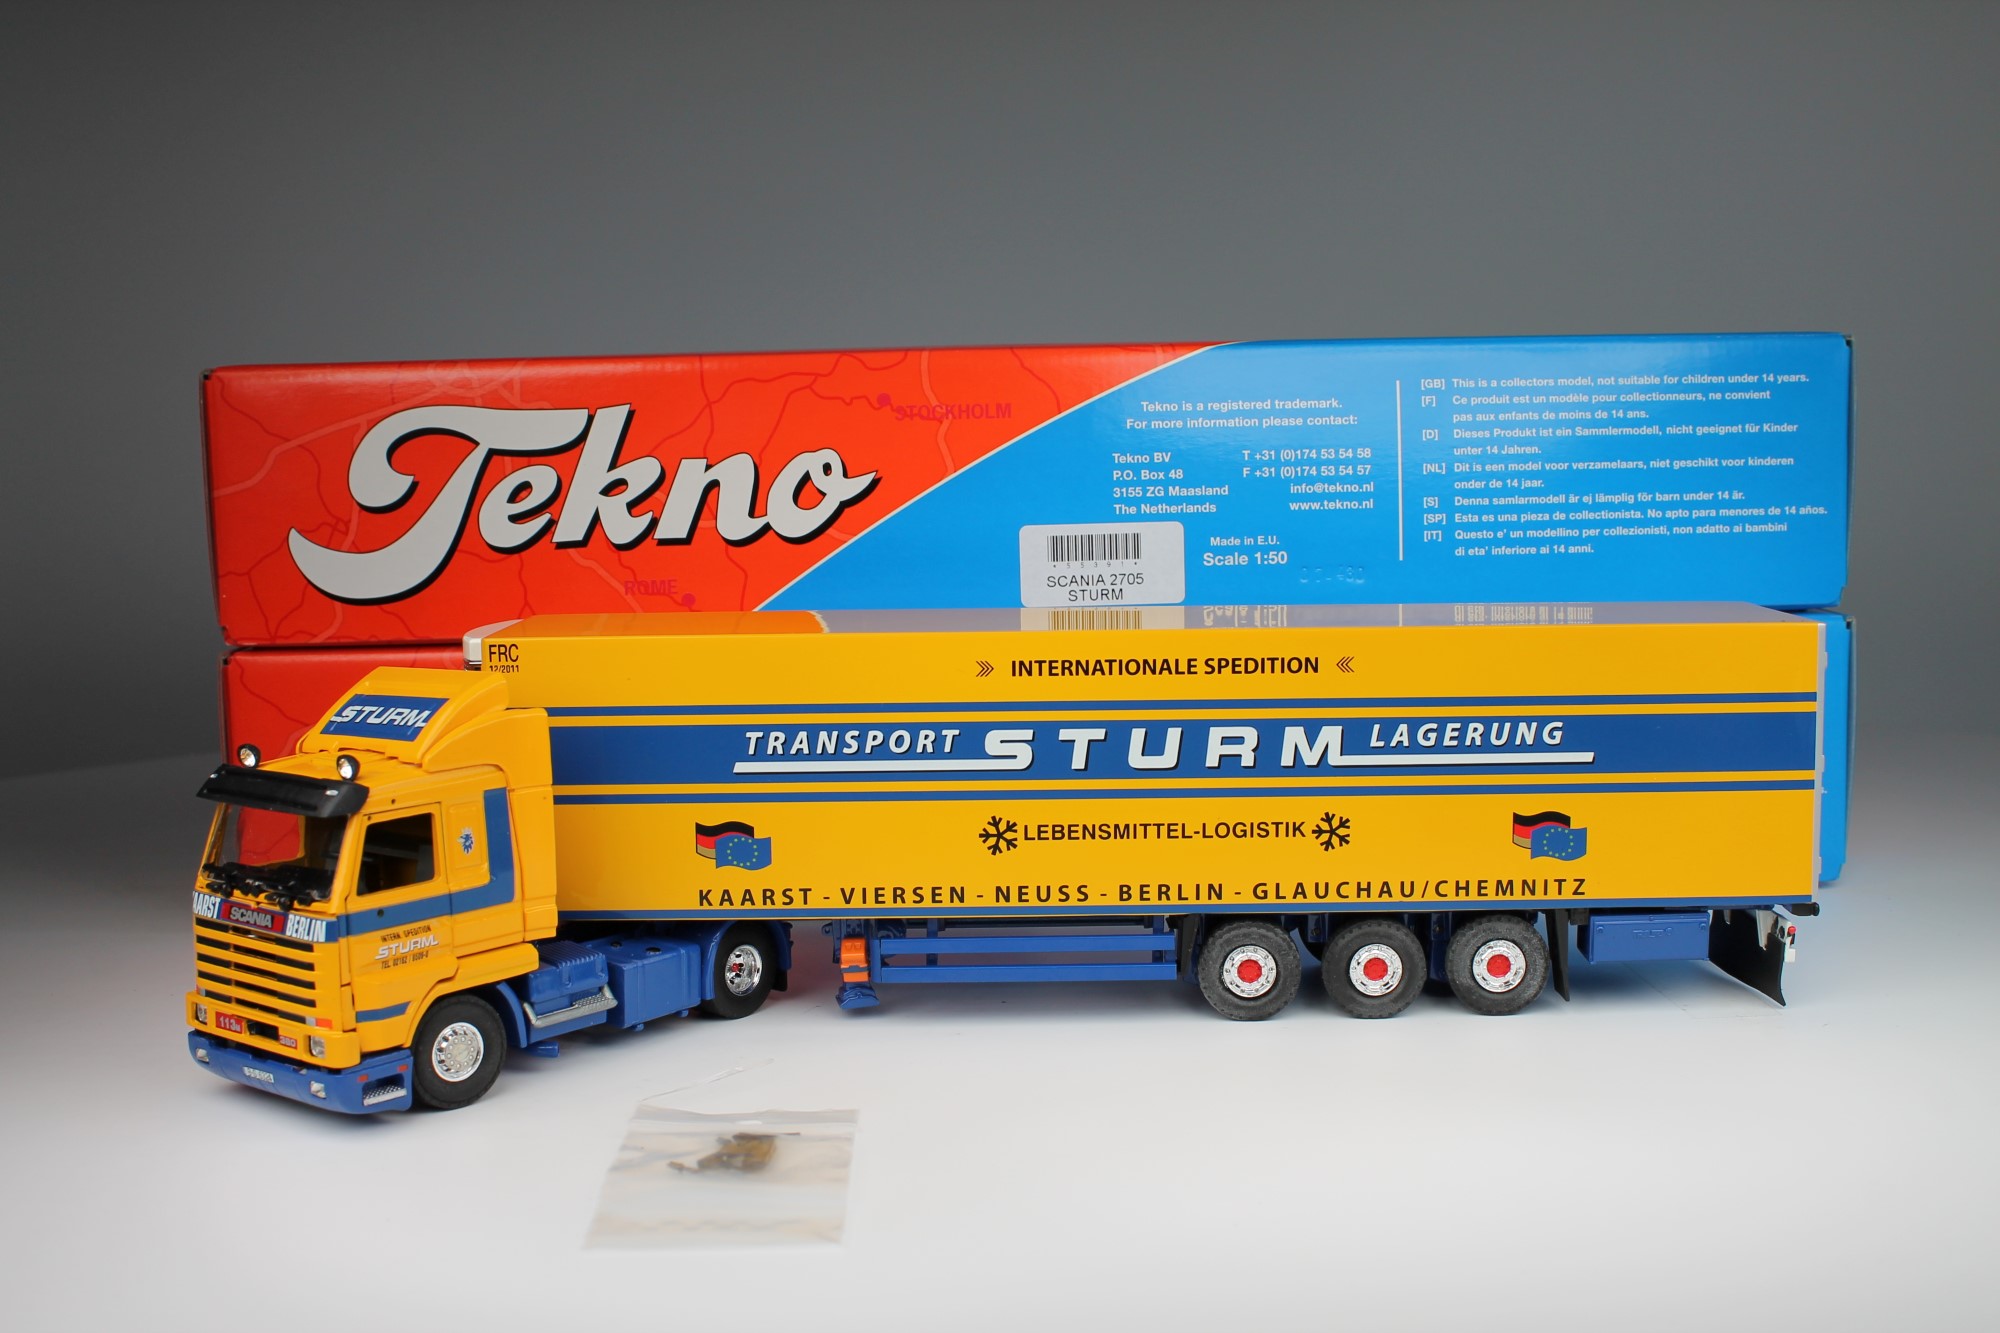 Tekno
STOCKHOLM
ROME
Tekno is a registered trademark.
For more information please contact:
Tekno BV
P.O. Box 48
3155 ZG Maasland
The Netherlands
T +31 (0)174 53 54 58
F +31 (0)174 53 54 57
info@tekno.nl
www.tekno.nl
Made in E.U.
Scale 1:50
*55391*
SCANIA 2705
STURM
[GB] This is a collectors model, not suitable for children under 14 years.
[F] Ce produit est un modèle pour collectionneurs, ne convient
pas aux enfants de moins de 14 ans.
[D] Dieses Produkt ist ein Sammlermodell, nicht geeignet für Kinder
unter 14 Jahren.
[NL] Dit is een model voor verzamelaars, niet geschikt voor kinderen
onder de 14 jaar.
[S] Denna samlarmodell är ej lämplig för barn under 14 år.
[SP] Esta es una pieza de collectionista. No apto para menores de 14 años.
[IT] Questo e' un modellino per collezionisti, non adatto ai bambini
di eta' inferiore ai 14 anni.
FRC
12/2011
INTERNATIONALE SPEDITION
TRANSPORT STURM LAGERUNG
LEBENSMITTEL-LOGISTIK
KAARST - VIERSEN - NEUSS - BERLIN - GLAUCHAU/CHEMNITZ
STURM
KAARST SCANIA BERLIN
INTERN. SPEDITION
STURM
113M
380